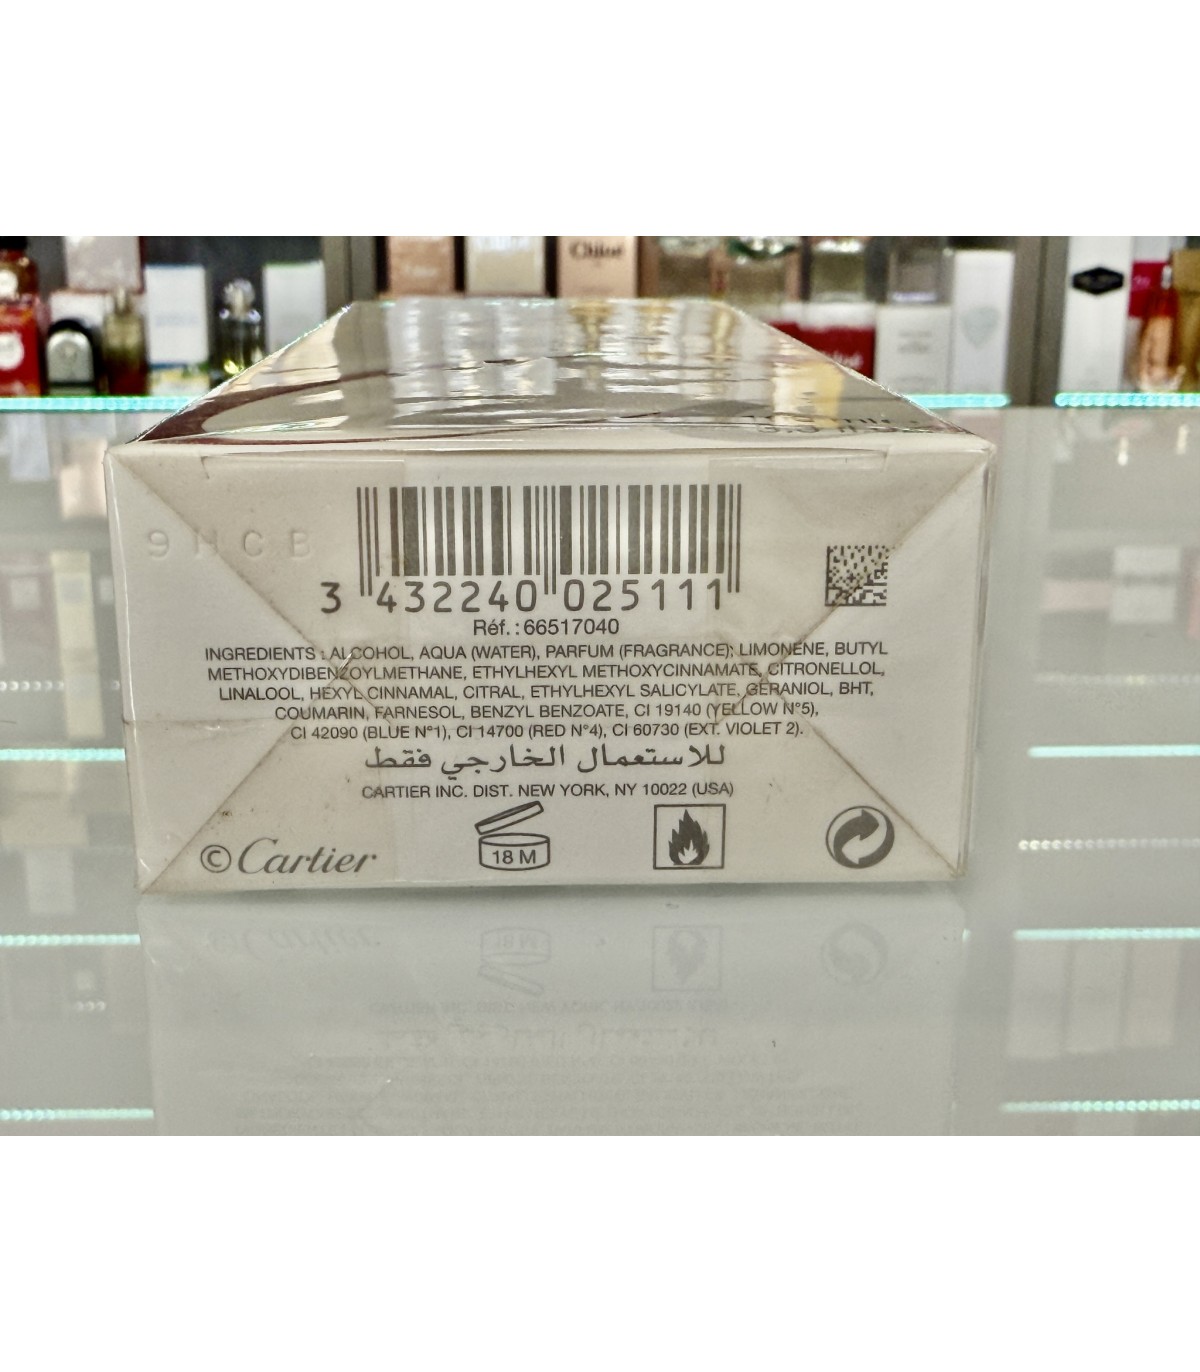 Chloé
9HCB
3 432240 025111
Réf. : 66517040
INGREDIENTS : ALCOHOL, AQUA (WATER), PARFUM (FRAGRANCE); LIMONENE, BUTYL
METHOXYDIBENZOYLMETHANE, ETHYLHEXYL METHOXYCINNAMATE, CITRONELLOL,
LINALOOL, HEXYL CINNAMAL, CITRAL, ETHYLHEXYL SALICYLATE, GERANIOL, BHT,
COUMARIN, FARNESOL, BENZYL BENZOATE, CI 19140 (YELLOW N°5),
CI 42090 (BLUE N°1), CI 14700 (RED N°4), CI 60730 (EXT. VIOLET 2).
للاستعمال الخارجي فقط
CARTIER INC. DIST. NEW YORK, NY 10022 (USA)
© Cartier
18 M